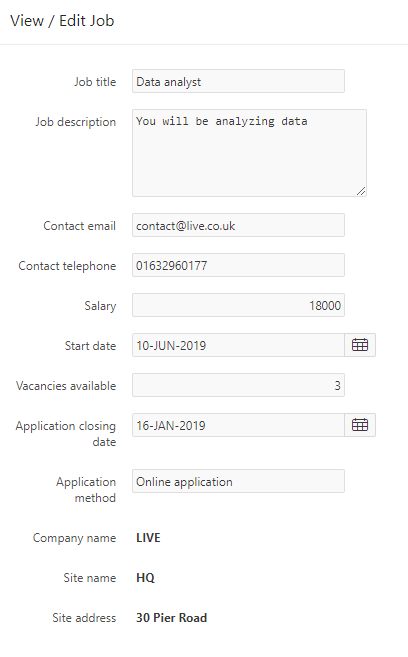 View / Edit Job
Job title Data analyst
Job description You will be analyzing data
Contact email contact@live.co.uk
Contact telephone 01632960177
Salary 18000
Start date 10-JUN-2019
Vacancies available 3
Application closing date 16-JAN-2019
Application method Online application
Company name LIVE
Site name HQ
Site address 30 Pier Road